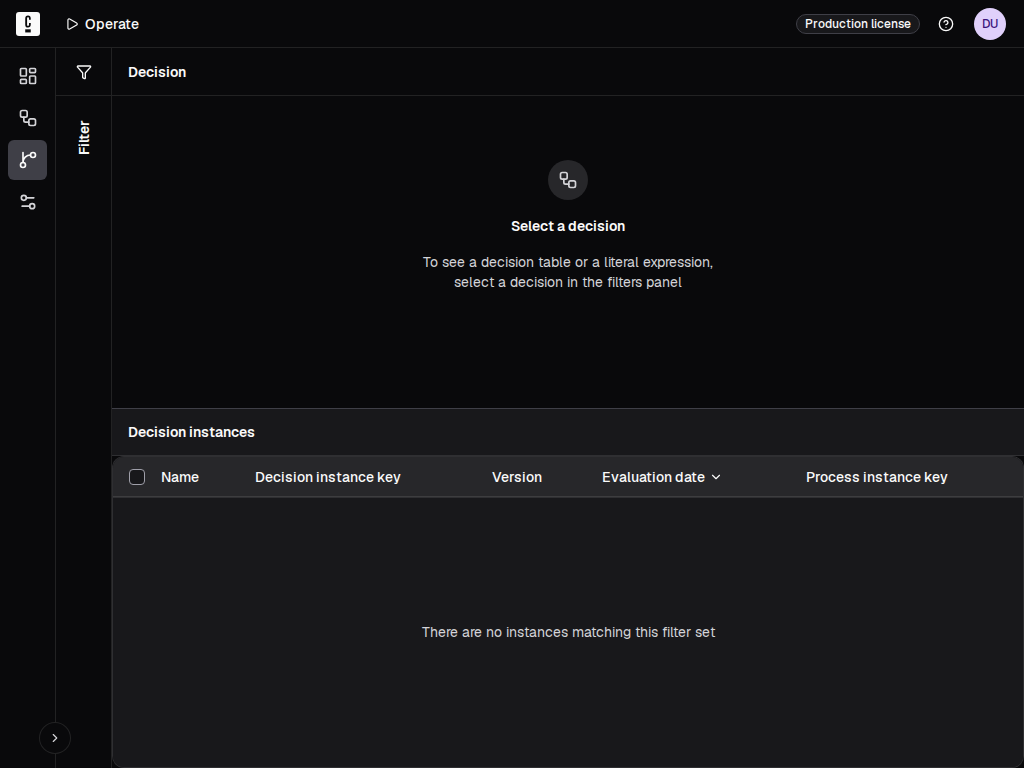 Operate
Production license
DU
Decision
Filter
Select a decision
To see a decision table or a literal expression,
select a decision in the filters panel
Decision instances
Name Decision instance key Version Evaluation date Process instance key
There are no instances matching this filter set